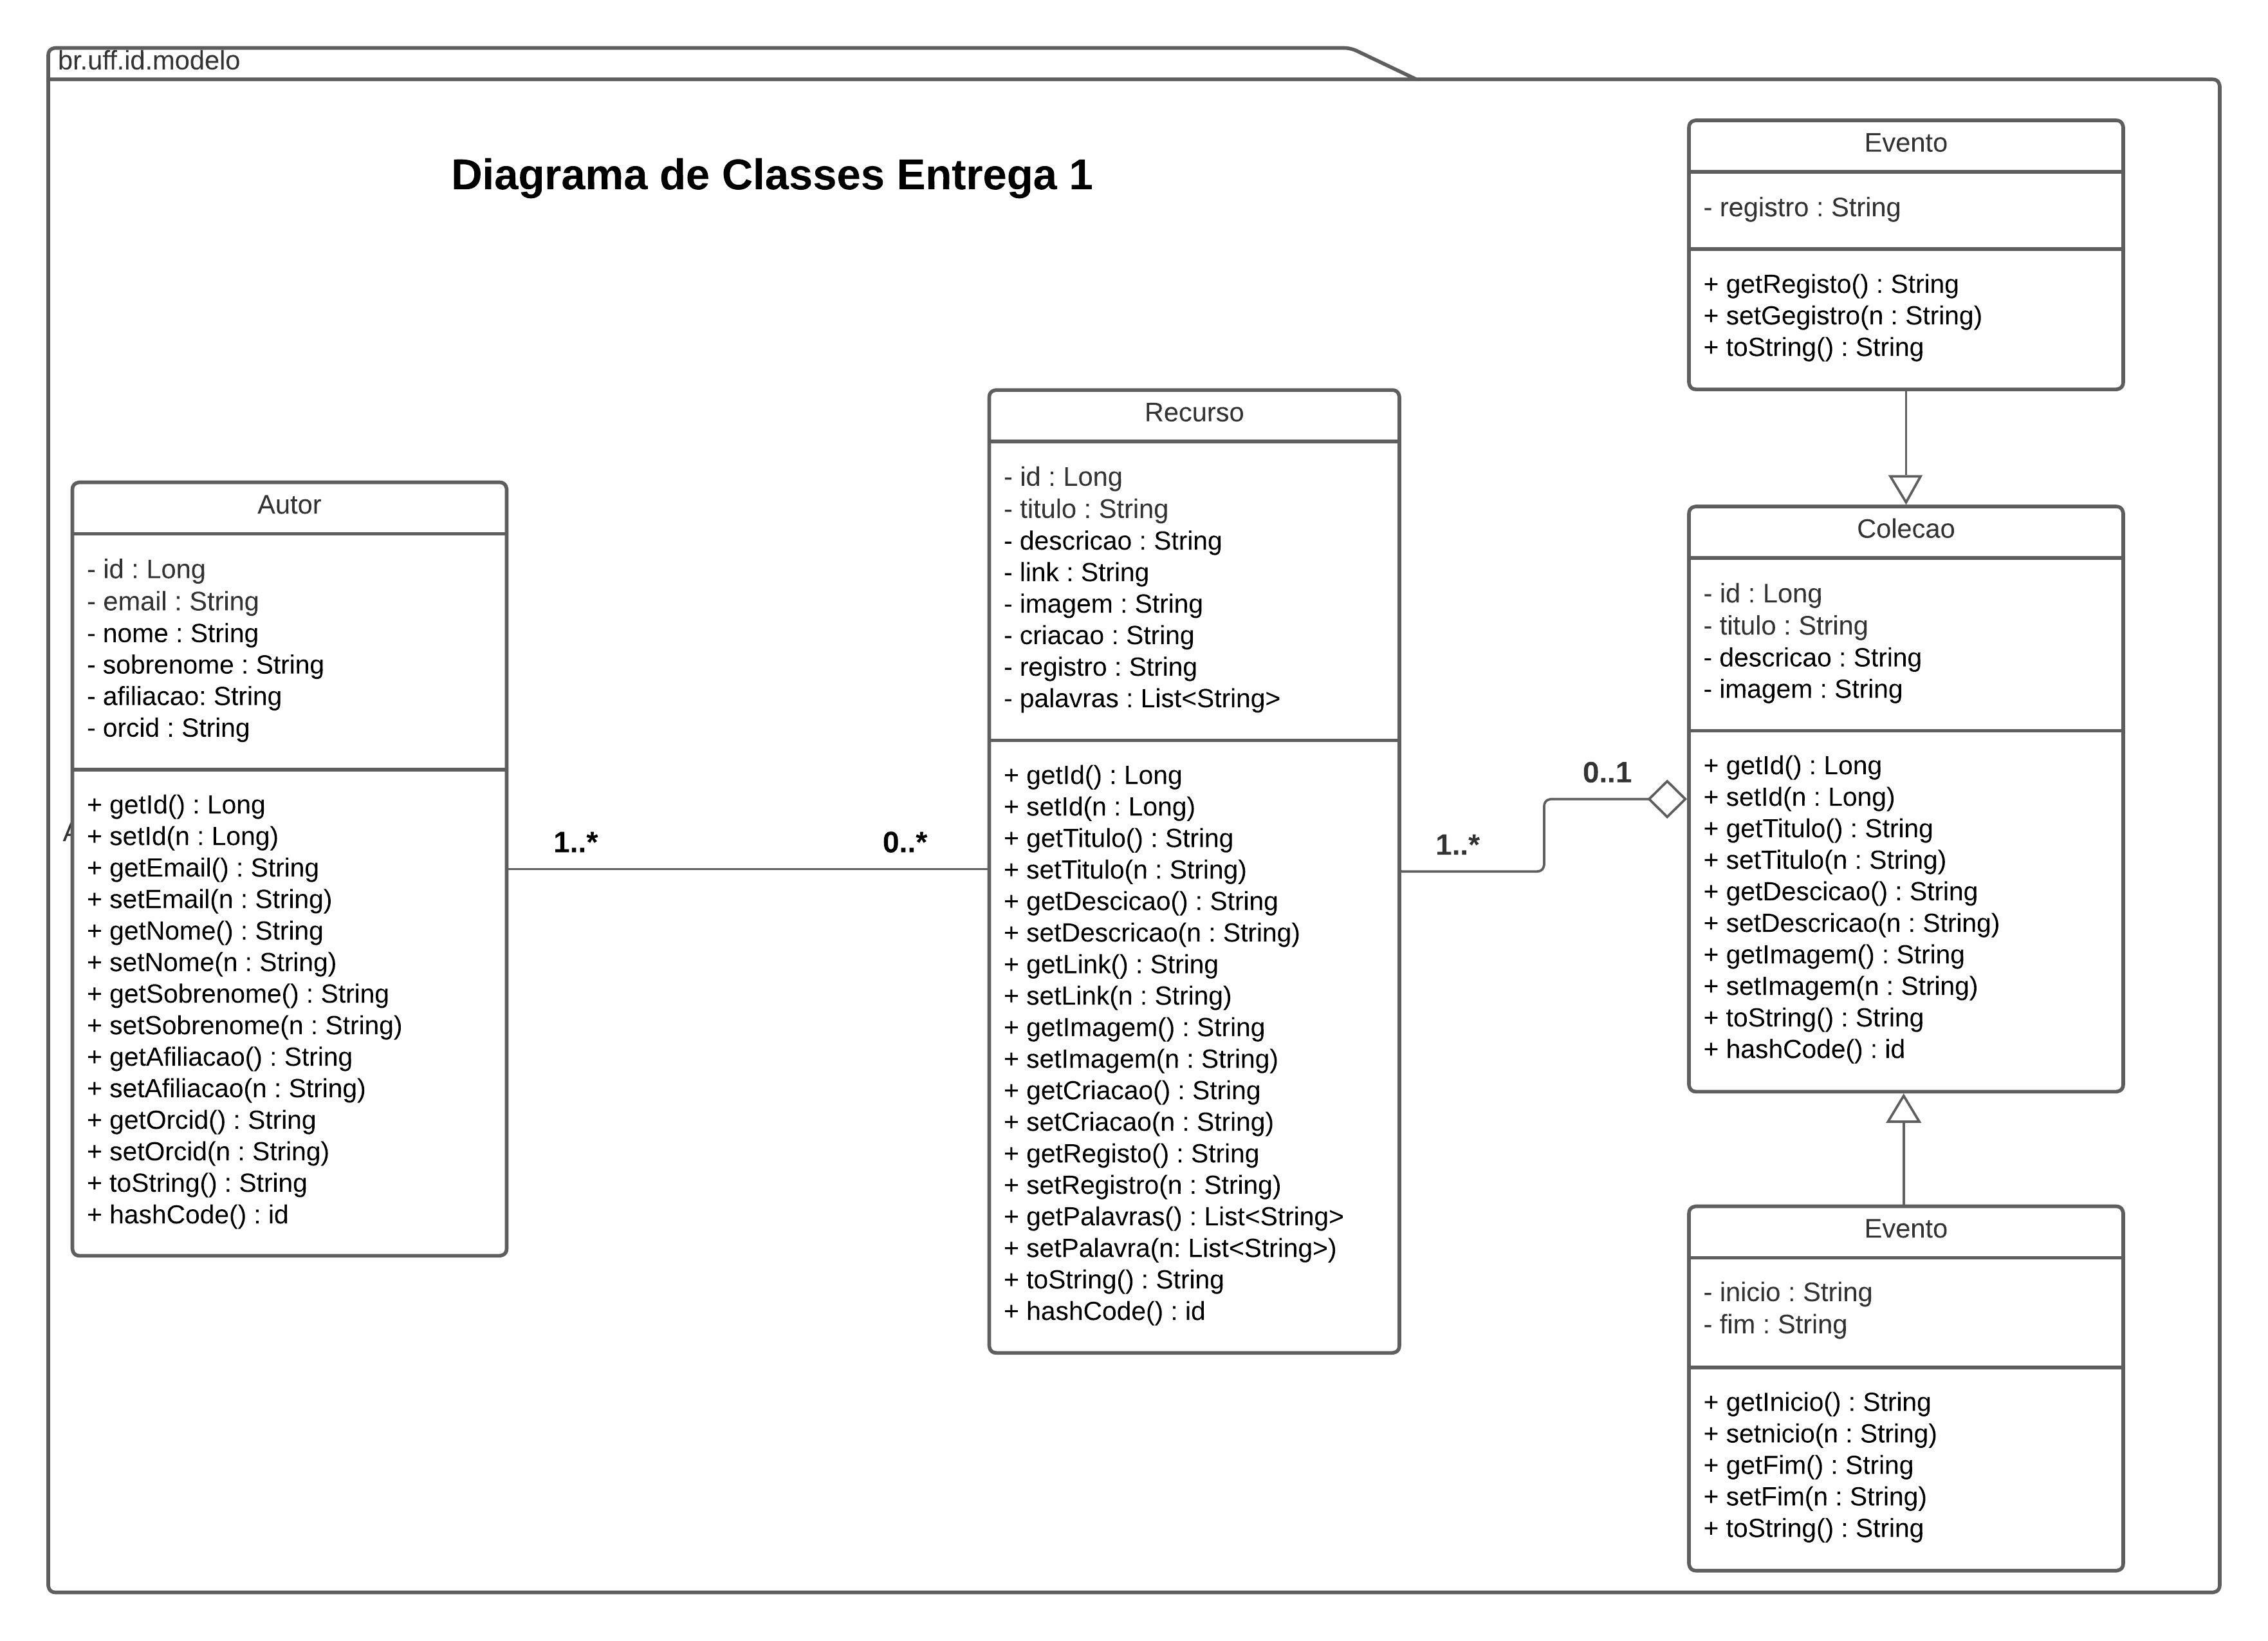 br.uff.id.modelo
Diagrama de Classes Entrega 1
Evento
- registro : String
+ getRegisto() : String
+ setGegistro(n : String)
+ toString() : String
Autor
- id : Long
- email : String
- nome : String
- sobrenome : String
- afiliacao: String
- orcid : String
+ getId() : Long
+ setId(n : Long)
+ getEmail() : String
+ setEmail(n : String)
+ getNome() : String
+ setNome(n : String)
+ getSobrenome() : String
+ setSobrenome(n : String)
+ getAfiliacao() : String
+ setAfiliacao(n : String)
+ getOrcid() : String
+ setOrcid(n : String)
+ toString() : String
+ hashCode() : id
1..*
0..*
Recurso
- id : Long
- titulo : String
- descricao : String
- link : String
- imagem : String
- criacao : String
- registro : String
- palavras : List<String>
+ getId() : Long
+ setId(n : Long)
+ getTitulo() : String
+ setTitulo(n : String)
+ getDescicao() : String
+ setDescricao(n : String)
+ getLink() : String
+ setLink(n : String)
+ getImagem() : String
+ setImagem(n : String)
+ getCriacao() : String
+ setCriacao(n : String)
+ getRegisto() : String
+ setRegistro(n : String)
+ getPalavras() : List<String>
+ setPalavra(n: List<String>)
+ toString() : String
+ hashCode() : id
1..*
0..1
Colecao
- id : Long
- titulo : String
- descricao : String
- imagem : String
+ getId() : Long
+ setId(n : Long)
+ getTitulo() : String
+ setTitulo(n : String)
+ getDescicao() : String
+ setDescricao(n : String)
+ getImagem() : String
+ setImagem(n : String)
+ toString() : String
+ hashCode() : id
Evento
- inicio : String
- fim : String
+ getInicio() : String
+ setnicio(n : String)
+ getFim() : String
+ setFim(n : String)
+ toString() : String